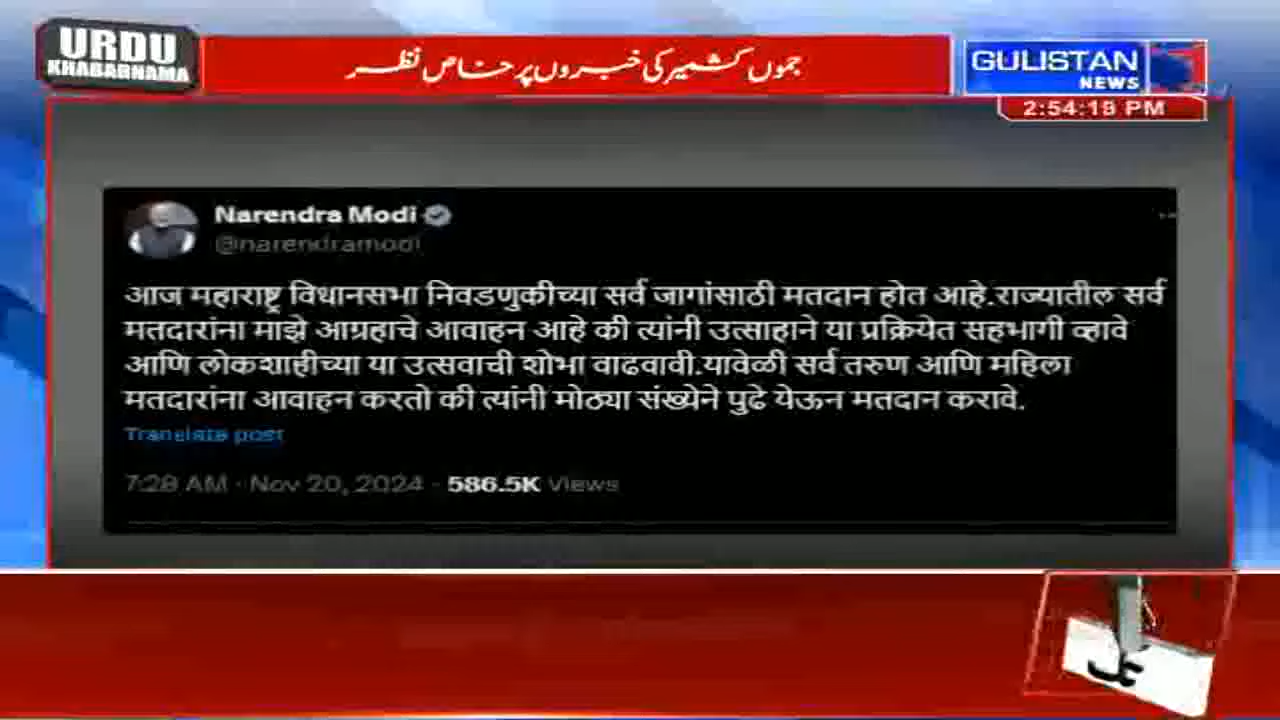 URDU
KHABARNAMA
جموں کشمیر کی خبروں پر خاص نظر
GULISTAN
NEWS
2:54:19 PM
Narendra Modi
@narendramodi
आज महाराष्ट्र विधानसभा निवडणुकीच्या सर्व जागांसाठी मतदान होत आहे.राज्यातील सर्व
मतदारांना माझे आग्रहाचे आवाहन आहे की त्यांनी उत्साहाने या प्रक्रियेत सहभागी व्हावे
आणि लोकशाहीच्या या उत्सवाची शोभा वाढवावी.यावेळी सर्व तरुण आणि महिला
मतदारांना आवाहन करतो की त्यांनी मोठ्या संख्येने पुढे येऊन मतदान करावे.
Translate post
7:28 AM · Nov 20, 2024 · 586.5K Views